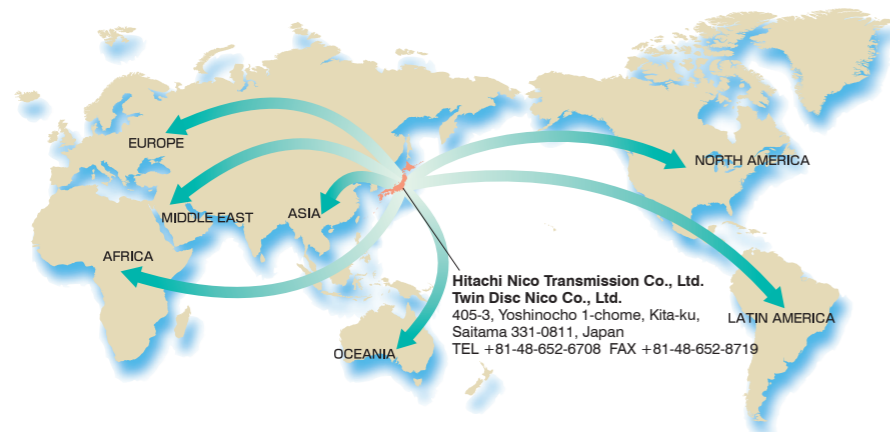 EUROPE
NORTH AMERICA
MIDDLE EAST
ASIA
AFRICA
Hitachi Nico Transmission Co., Ltd.
Twin Disc Nico Co., Ltd.
405-3, Yoshinocho 1-chome, Kita-ku,
Saitama 331-0811, Japan
TEL +81-48-652-6708 FAX +81-48-652-8719
LATIN AMERICA
OCEANIA